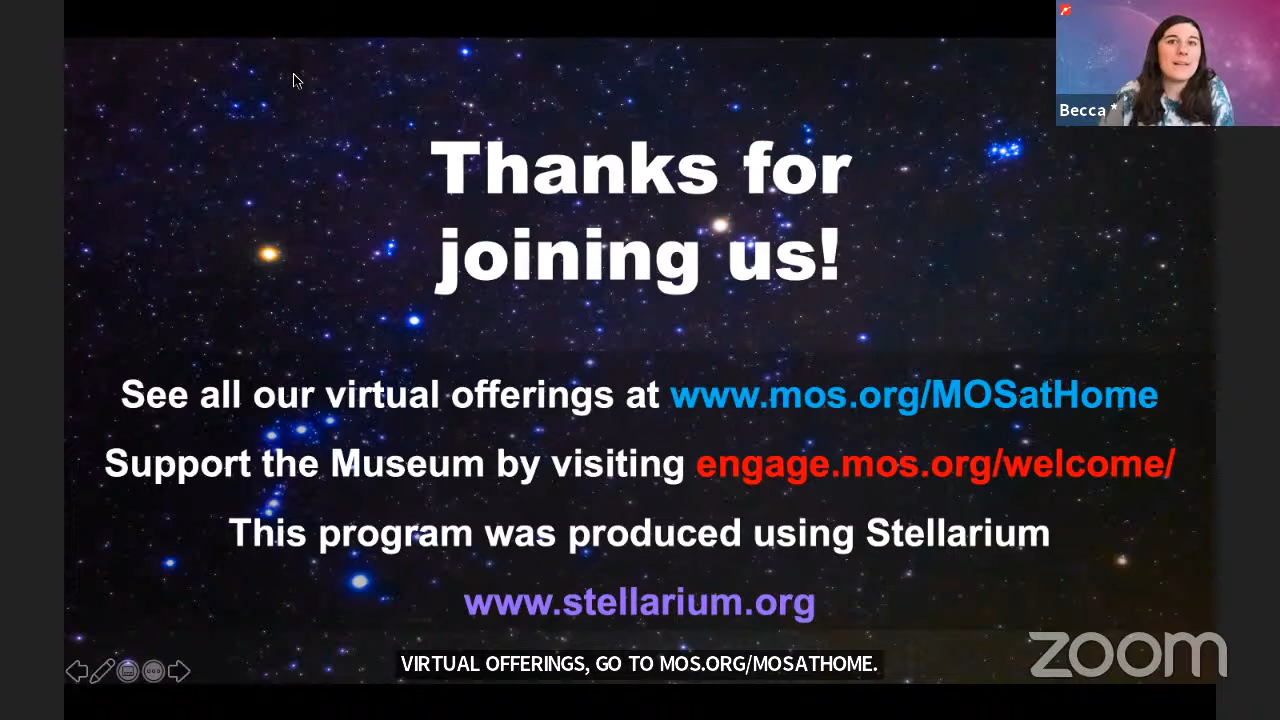 Becca *
Thanks for
joining us!
See all our virtual offerings at www.mos.org/MOSatHome
Support the Museum by visiting engage.mos.org/welcome/
This program was produced using Stellarium
www.stellarium.org
VIRTUAL OFFERINGS, GO TO MOS.ORG/MOSATHOME.
zoom